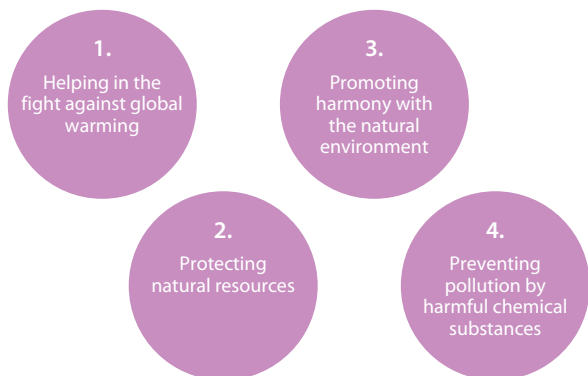 1.
Helping in the
fight against global
warming
2.
Protecting
natural resources
3.
Promoting
harmony with
the natural
environment
4.
Preventing
pollution by
harmful chemical
substances